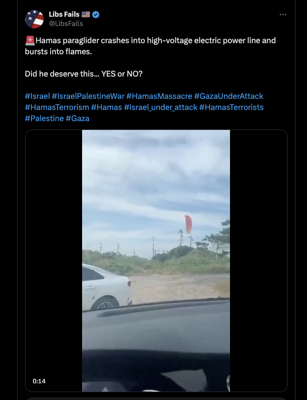 Libs Fails 🇺🇸
@LibsFails
🚨Hamas paraglider crashes into high-voltage electric power line and
bursts into flames.
Did he deserve this... YES or NO?
#Israel #IsraelPalestineWar #HamasMassacre #GazaUnderAttack
#HamasTerrorism #Hamas #Israel_under_attack #HamasTerrorists
#Palestine #Gaza
0:14